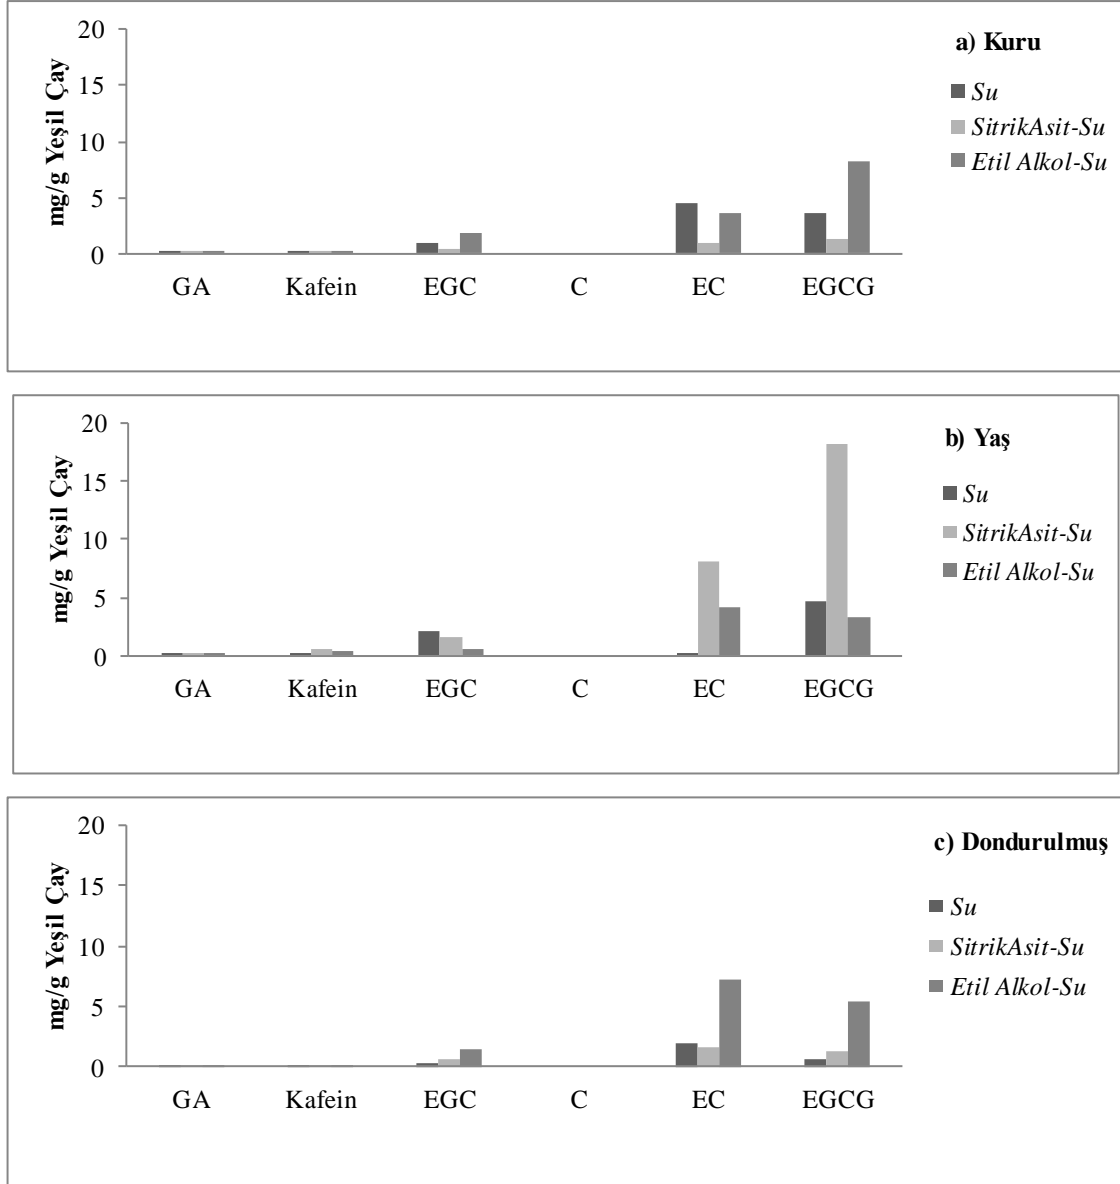 a) Kuru
mg/g Yeşil Çay
20
15
10
5
0
GA Kafein EGC C EC EGCG
Su
SitrikAsit-Su
Etil Alkol-Su
b) Yaş
mg/g Yeşil Çay
20
15
10
5
0
GA Kafein EGC C EC EGCG
Su
SitrikAsit-Su
Etil Alkol-Su
c) Dondurulmuş
mg/g Yeşil Çay
20
15
10
5
0
GA Kafein EGC C EC EGCG
Su
SitrikAsit-Su
Etil Alkol-Su